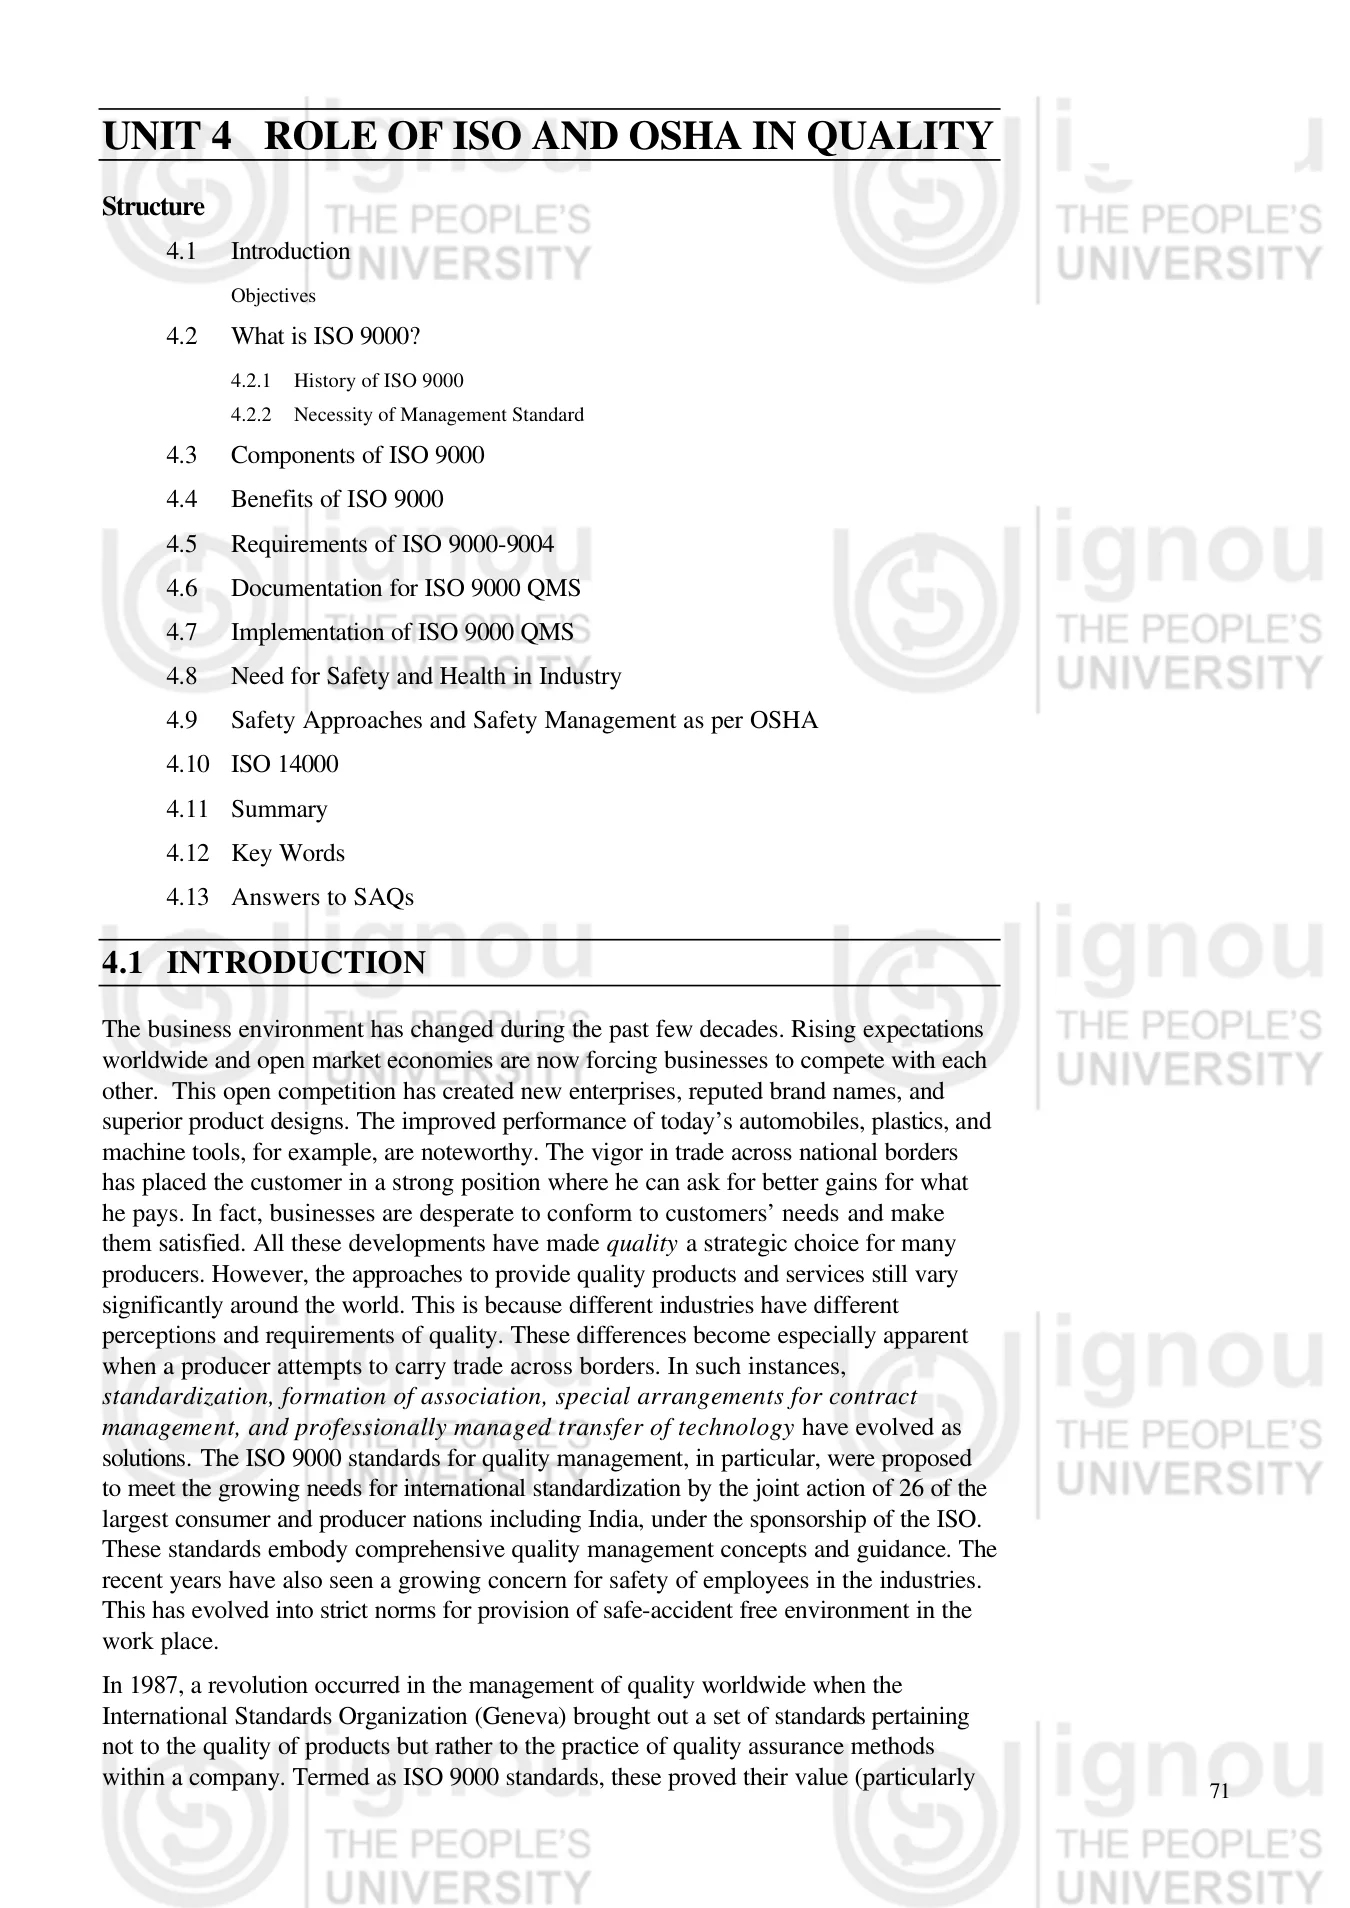 UNIT 4 ROLE OF ISO AND OSHA IN QUALITY
Structure
4.1 Introduction
Objectives
4.2 What is ISO 9000?
4.2.1 History of ISO 9000
4.2.2 Necessity of Management Standard
4.3 Components of ISO 9000
4.4 Benefits of ISO 9000
4.5 Requirements of ISO 9000-9004
4.6 Documentation for ISO 9000 QMS
4.7 Implementation of ISO 9000 QMS
4.8 Need for Safety and Health in Industry
4.9 Safety Approaches and Safety Management as per OSHA
4.10 ISO 14000
4.11 Summary
4.12 Key Words
4.13 Answers to SAQs
4.1 INTRODUCTION
The business environment has changed during the past few decades. Rising expectations
worldwide and open market economies are now forcing businesses to compete with each
other. This open competition has created new enterprises, reputed brand names, and
superior product designs. The improved performance of today's automobiles, plastics, and
machine tools, for example, are noteworthy. The vigor in trade across national borders
has placed the customer in a strong position where he can ask for better gains for what
he pays. In fact, businesses are desperate to conform to customers' needs and make
them satisfied. All these developments have made quality a strategic choice for many
producers. However, the approaches to provide quality products and services still vary
significantly around the world. This is because different industries have different
perceptions and requirements of quality. These differences become especially apparent
when a producer attempts to carry trade across borders. In such instances,
standardization, formation of association, special arrangements for contract
management, and professionally managed transfer of technology have evolved as
solutions. The ISO 9000 standards for quality management, in particular, were proposed
to meet the growing needs for international standardization by the joint action of 26 of the
largest consumer and producer nations including India, under the sponsorship of the ISO.
These standards embody comprehensive quality management concepts and guidance. The
recent years have also seen a growing concern for safety of employees in the industries.
This has evolved into strict norms for provision of safe-accident free environment in the
work place.
In 1987, a revolution occurred in the management of quality worldwide when the
International Standards Organization (Geneva) brought out a set of standards pertaining
not to the quality of products but rather to the practice of quality assurance methods
within a company. Termed as ISO 9000 standards, these proved their value (particularly
71
ignou
THE PEOPLE'S
UNIVERSITY